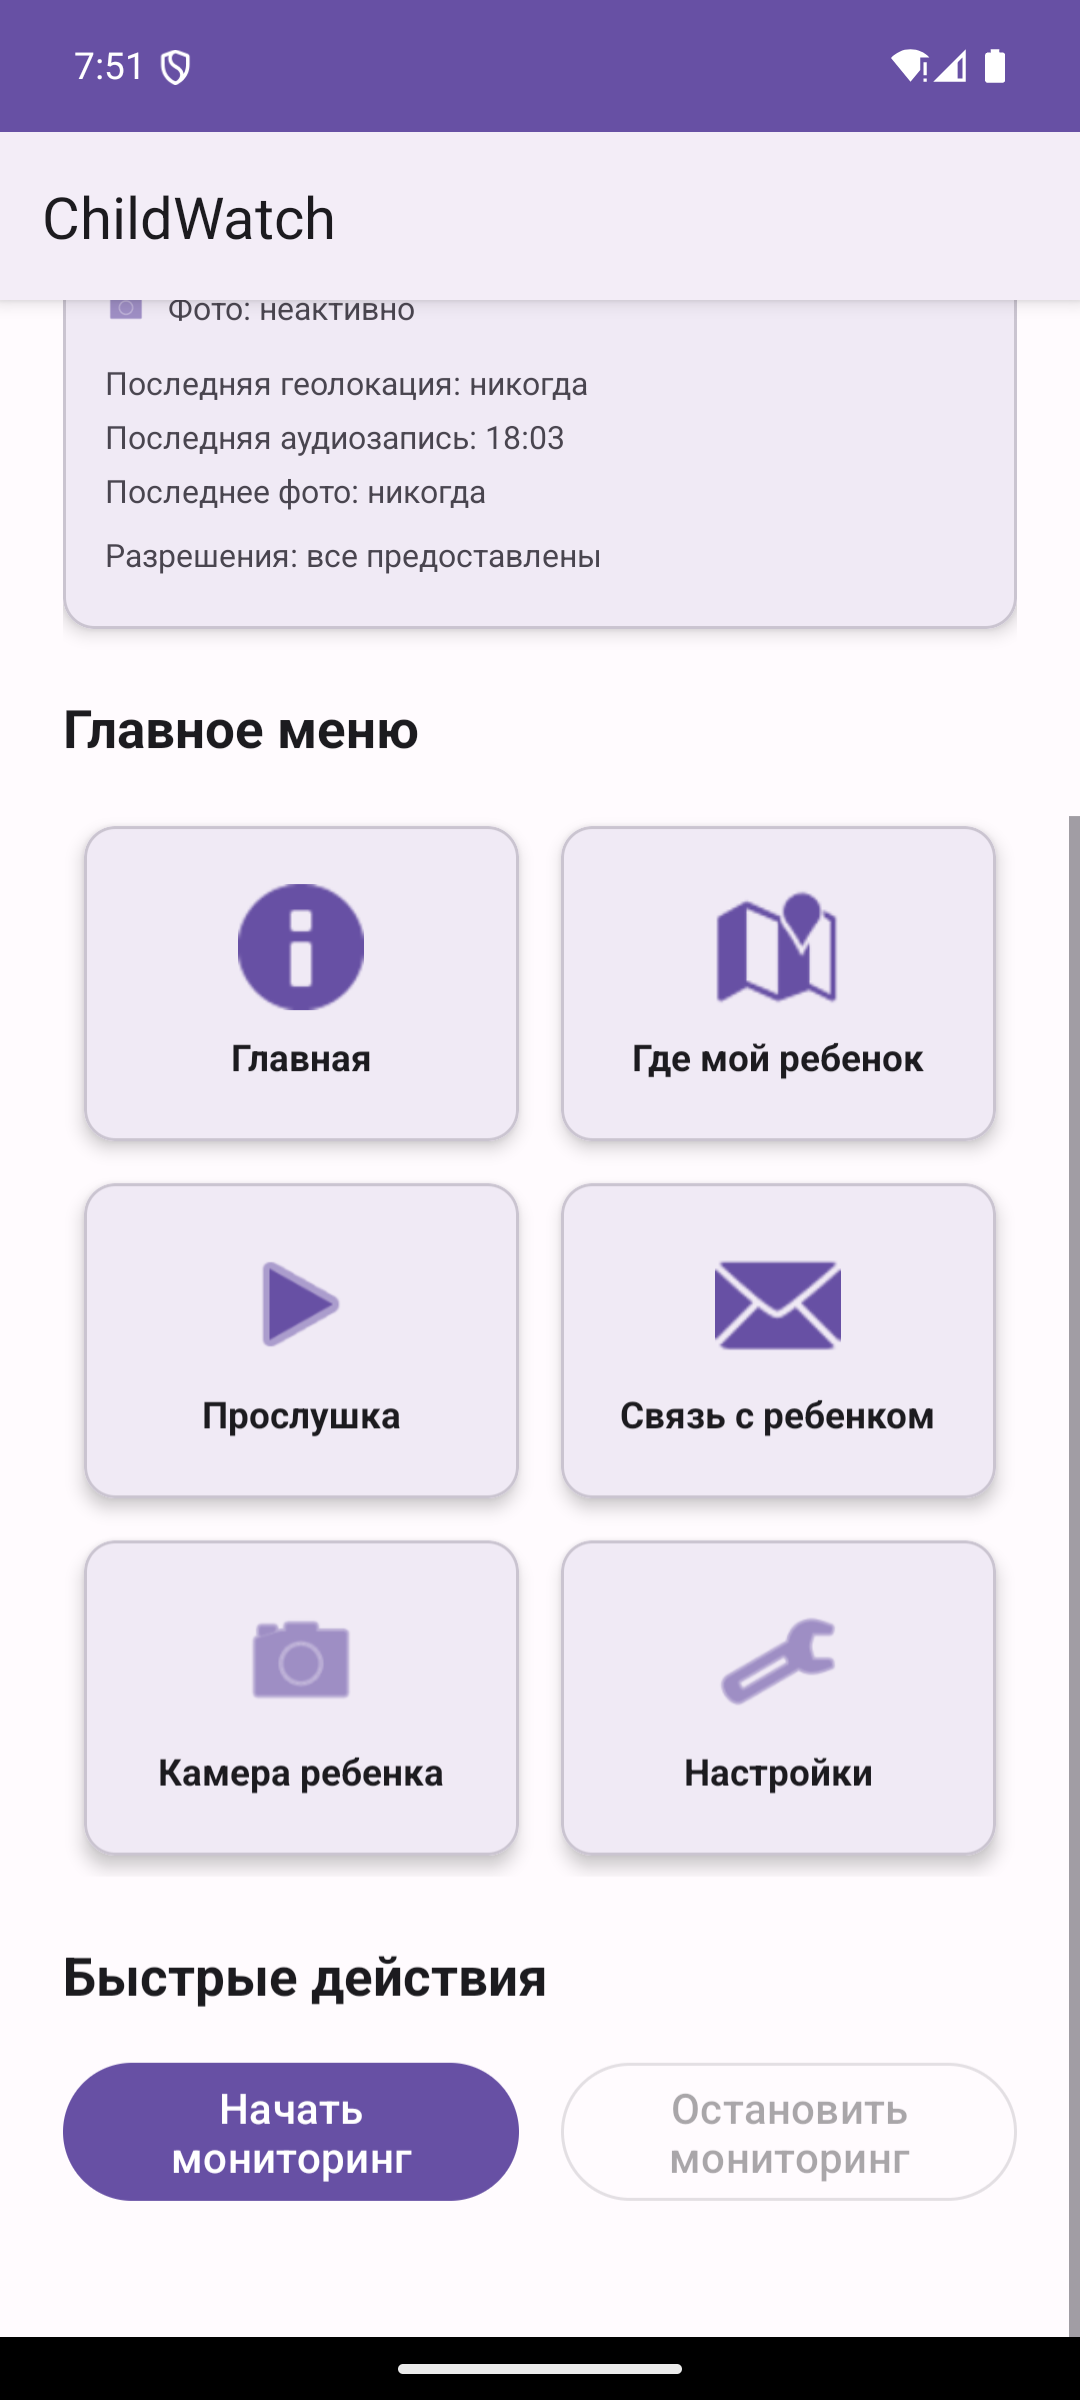 7:51
ChildWatch
Фото: неактивно
Последняя геолокация: никогда
Последняя аудиозапись: 18:03
Последнее фото: никогда
Разрешения: все предоставлены
Главное меню
Главная
Где мой ребенок
Прослушка
Связь с ребенком
Камера ребенка
Настройки
Быстрые действия
Начать
мониторинг
Остановить
мониторинг